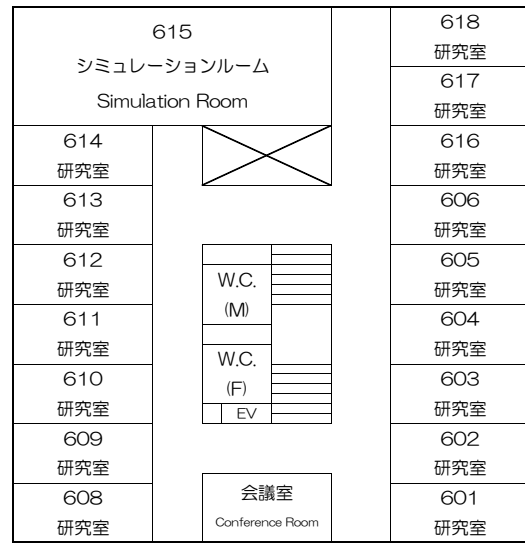 615
シミュレーションルーム
Simulation Room
618
研究室
617
研究室
614
研究室
616
研究室
613
研究室
606
研究室
612
研究室
W.C.
(M)
605
研究室
611
研究室
604
研究室
610
研究室
W.C.
(F)
EV
603
研究室
609
研究室
602
研究室
608
研究室
会議室
Conference Room
601
研究室